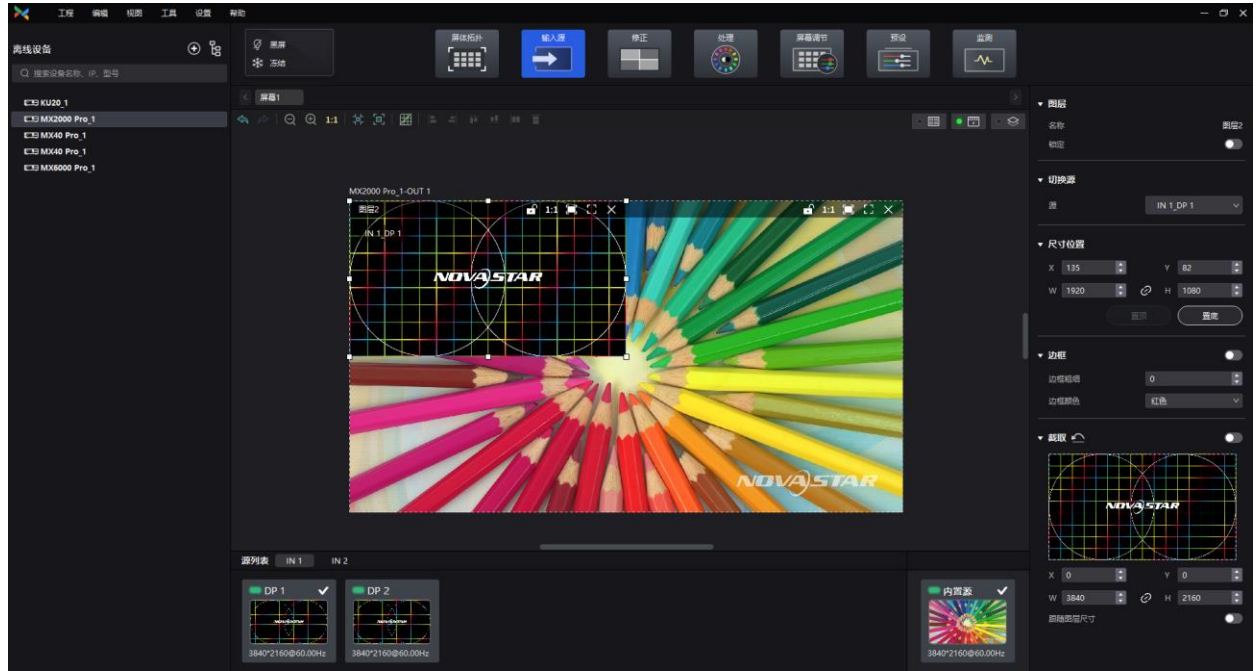 工程 编辑 视图 工具 设置 帮助
离线设备
搜索设备名称、IP、型号
KU20_1
MX2000 Pro_1
MX40 Pro_1
MX40 Pro_1
MX6000 Pro_1
黑屏
冻结
屏体拓扑 输入源 修正 处理 屏幕调节 预设 监测
屏幕1
1:1
MX2000 Pro_1-OUT 1
图层2 1:1 1:1
IN 1_DP 1
NOVASTAR
NOVASTAR
源列表 IN 1 IN 2
DP 1 DP 2 内置源
NOVASTAR NOVASTAR
3840*2160@60.00Hz 3840*2160@60.00Hz 3840*2160@60.00Hz
图层
名称 图层2
锁定
切换源
源 IN 1_DP 1
尺寸位置
X 135 Y 82
W 1920 H 1080
置顶 置底
边框
边框粗细 0
边框颜色 红色
截取
NOVASTAR
X 0 Y 0
W 3840 H 2160
跟随图层尺寸